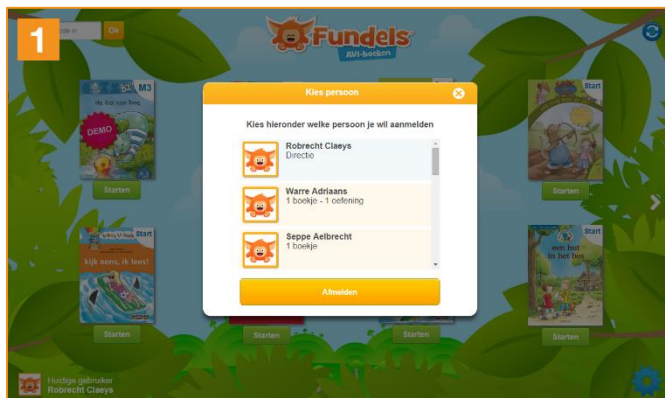 1
Ok
Fundels
AVI-boeken
M3
DEMO
Starten
Start
kijk eens, ik lees!
Starten
Kies persoon
Kies hieronder welke persoon je wil aanmelden
Robrecht Claeys
Directie
Warre Adriaans
1 boekje - 1 oefening
Seppe Aelbrecht
1 boekje
Afmelden
Starten
Starten
Start
Starten
Start
een hut
in het bos
Starten
Huidige gebruiker
Robrecht Claeys